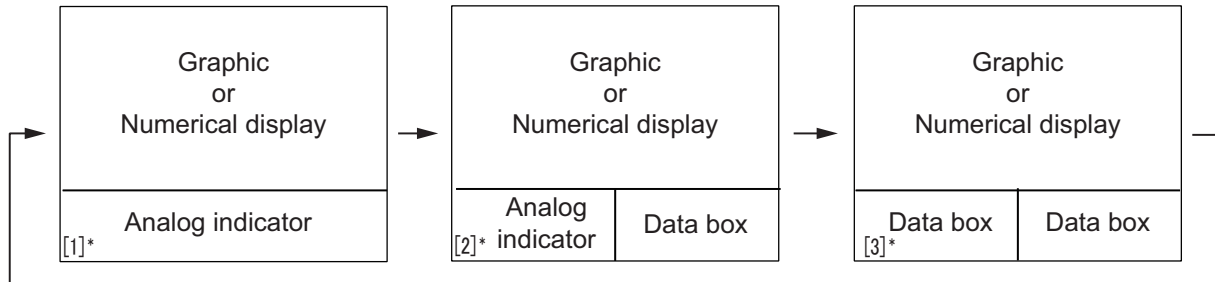 Graphic
or
Numerical display
Analog indicator
[1]*
Graphic
or
Numerical display
Analog
indicator
[2]*
Data box
Graphic
or
Numerical display
Data box
[3]*
Data box